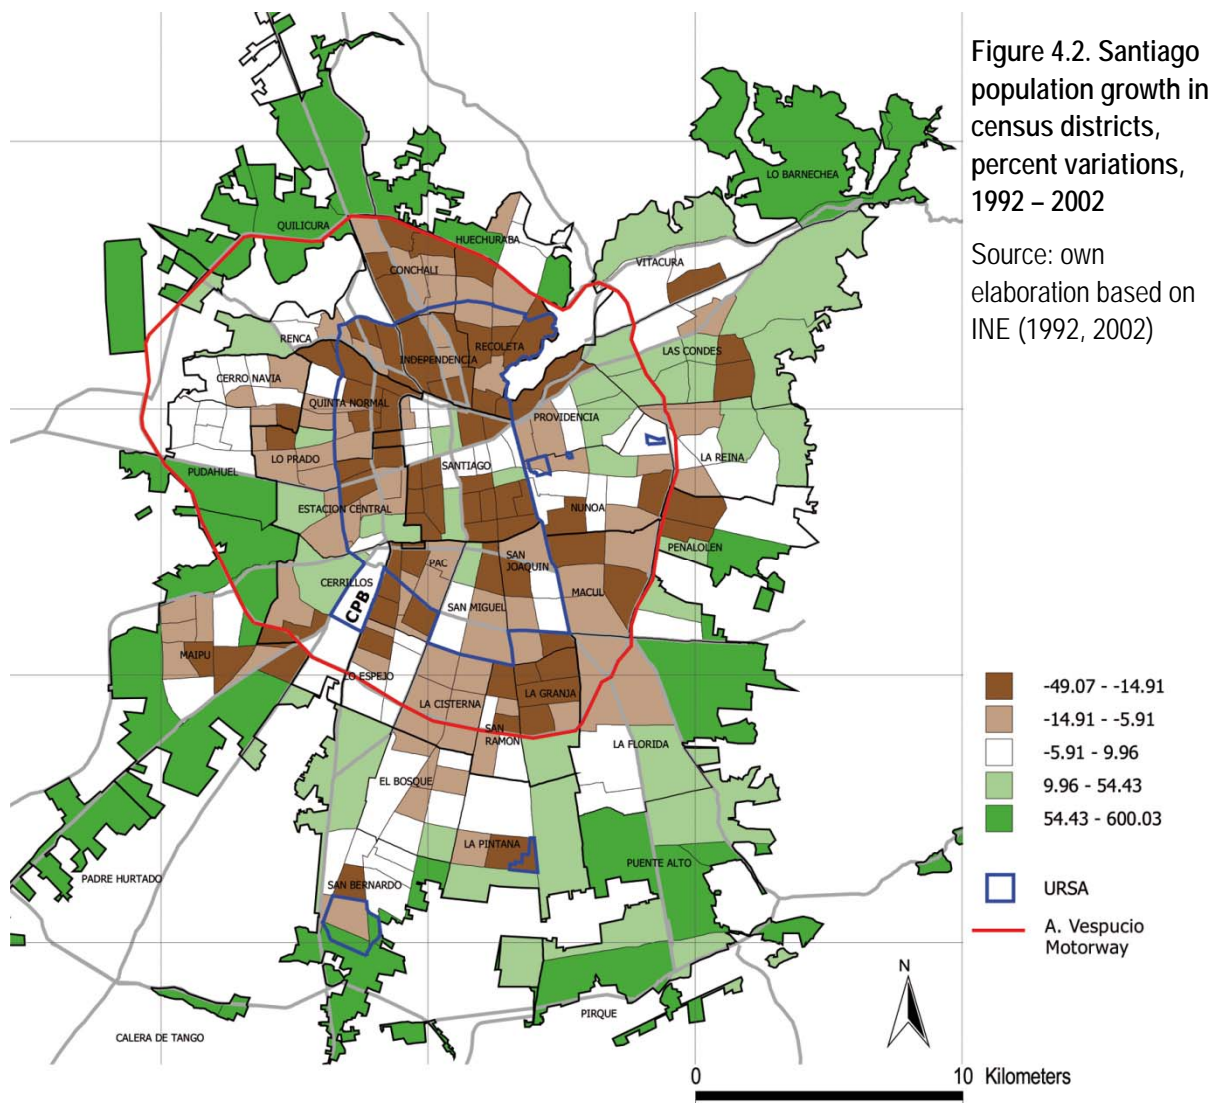 Figure 4.2. Santiago
population growth in
census districts,
percent variations,
1992 – 2002
Source: own
elaboration based on
INE (1992, 2002)
LO BARNECHEA
QUILICURA
HUECHURABA
VITACURA
CONCHALI
RENCA
INDEPENDENCIA
RECOLETA
LAS CONDES
CERRO NAVIA
QUINTA NORMAL
PROVIDENCIA
LO PRADO
SANTIAGO
LA REINA
PUDAHUEL
ESTACION CENTRAL
NUNOA
PENALOLEN
CERRILLOS
PAC
SAN
JOAQUIN
MACUL
CPB
SAN MIGUEL
MAIPU
LO ESPEJO
LA CISTERNA
LA GRANJA
SAN
RAMON
LA FLORIDA
EL BOSQUE
LA PINTANA
PUENTE ALTO
PADRE HURTADO
SAN BERNARDO
PIRQUE
CALERA DE TANGO
-49.07 - -14.91
-14.91 - -5.91
-5.91 - 9.96
9.96 - 54.43
54.43 - 600.03
URSA
A. Vespucio
Motorway
N
0 10 Kilometers